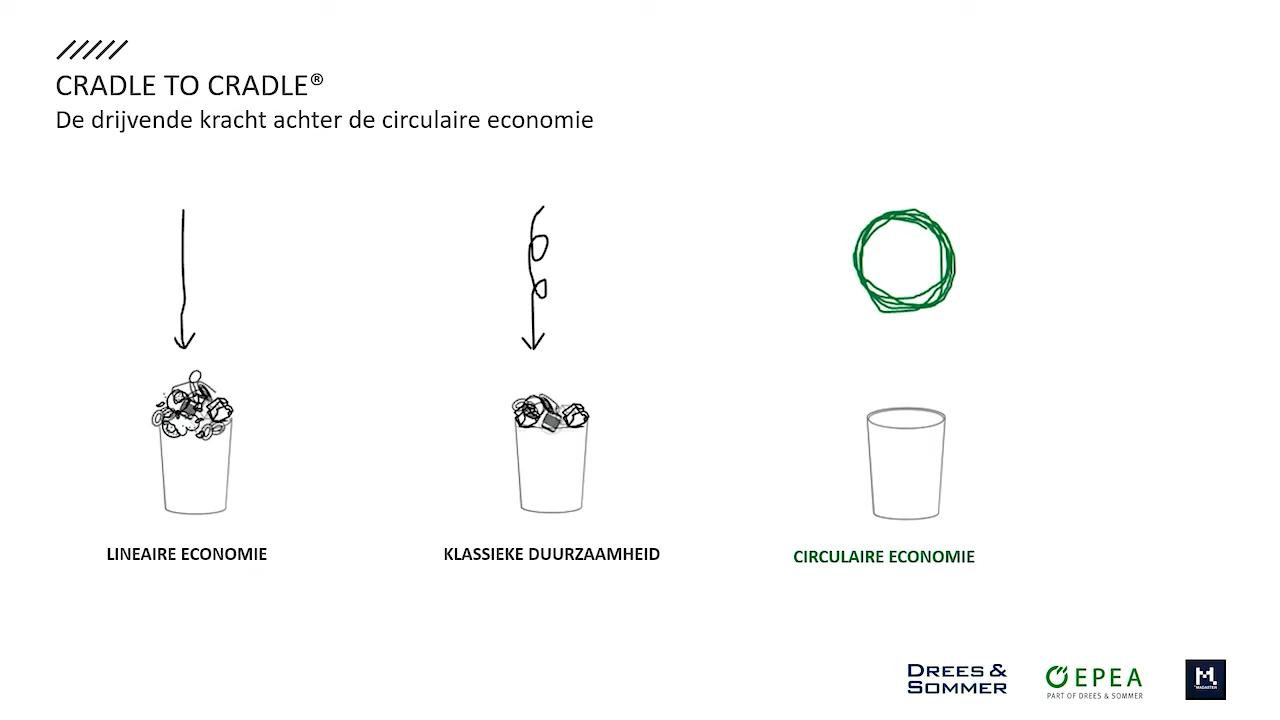 CRADLE TO CRADLE®
De drijvende kracht achter de circulaire economie
LINEAIRE ECONOMIE
KLASSIEKE DUURZAAMHEID
CIRCULAIRE ECONOMIE
DREES &
SOMMER
EPEA
PART OF DREES & SOMMER
M.
MADASTER